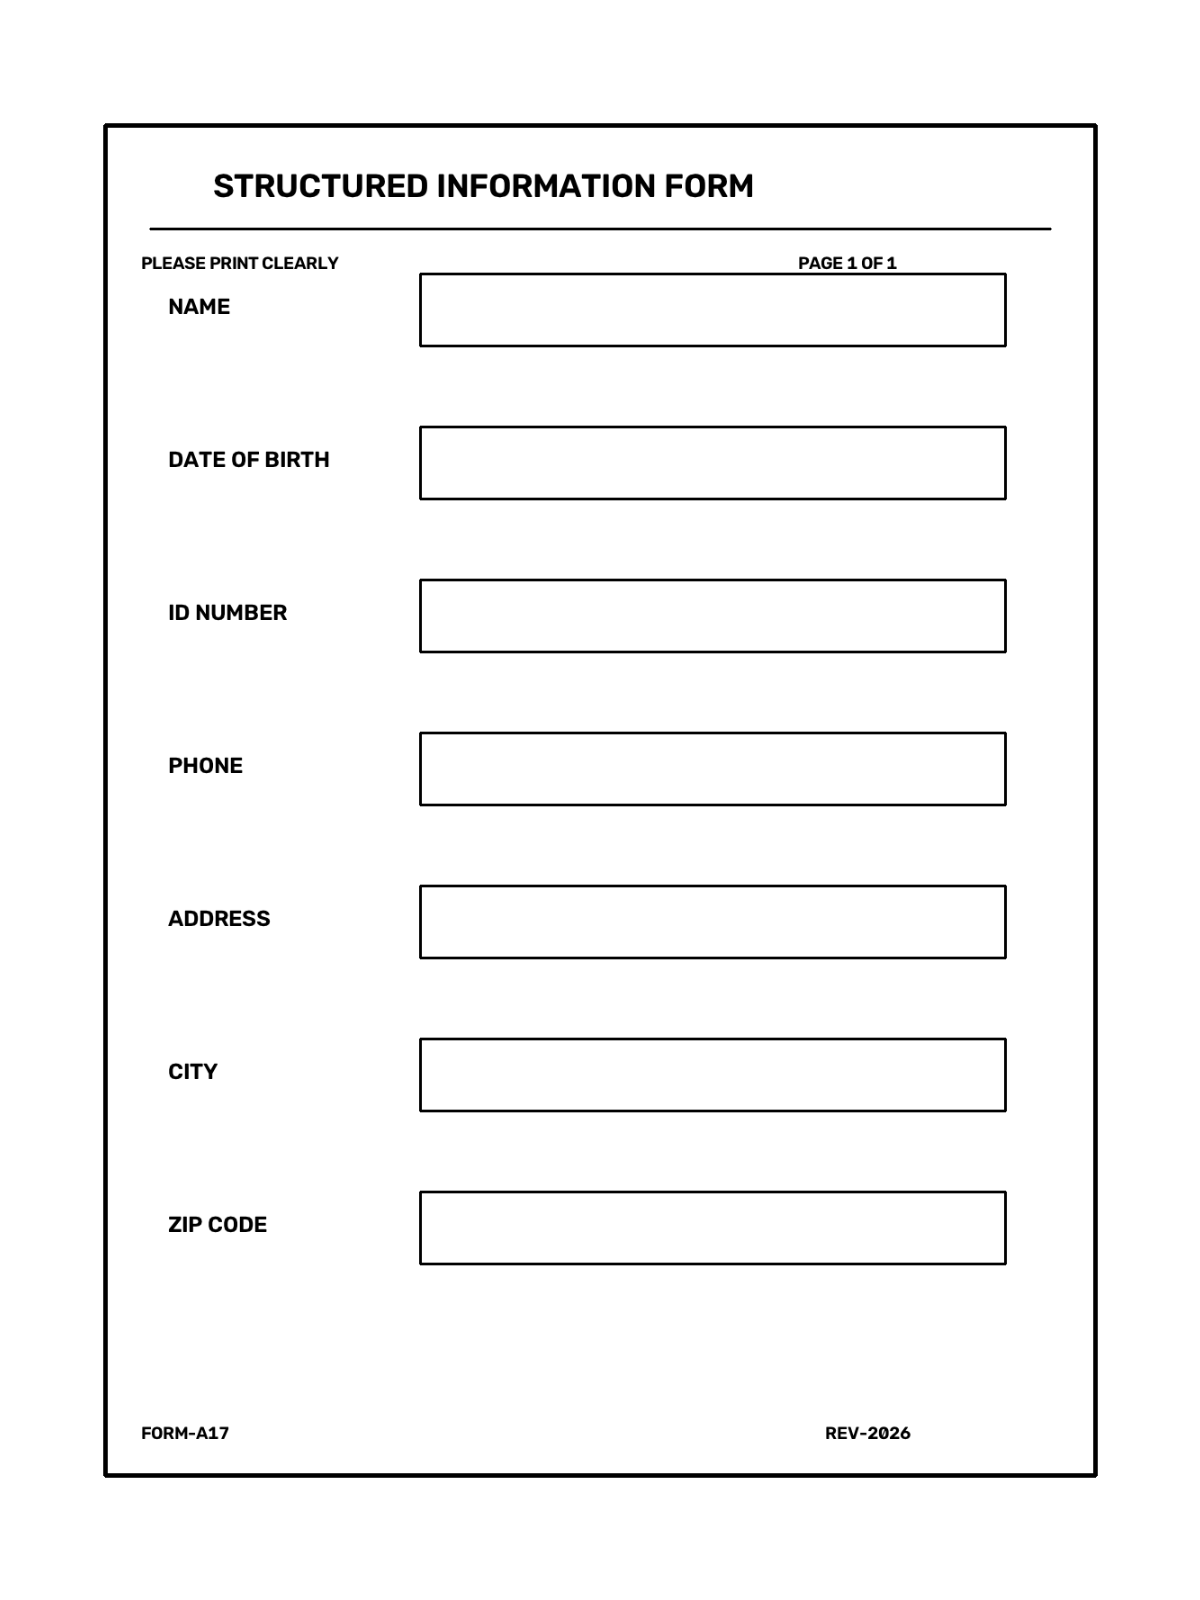 STRUCTURED INFORMATION FORM
PLEASE PRINT CLEARLY PAGE 1 OF 1
NAME
DATE OF BIRTH
ID NUMBER
PHONE
ADDRESS
CITY
ZIP CODE
FORM-A17 REV-2026